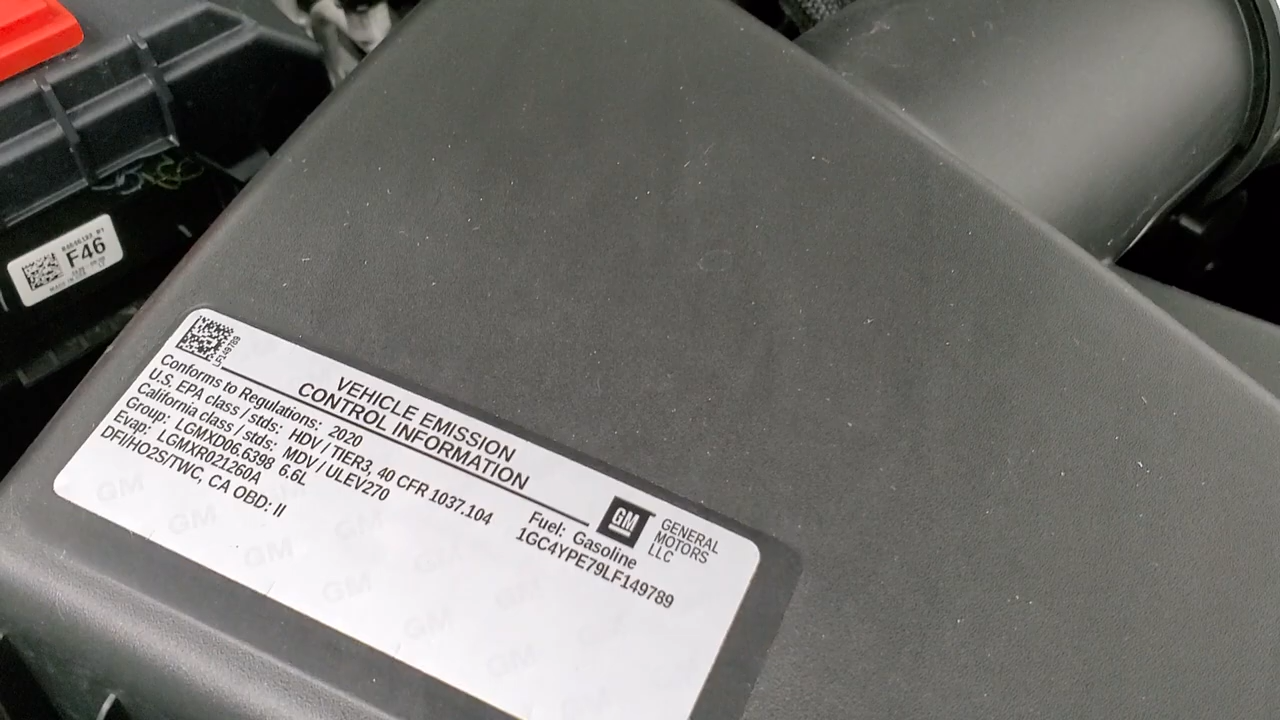 F46
LF149789
VEHICLE EMISSION
CONTROL INFORMATION
Conforms to Regulations: 2020
U.S. EPA class / stds: HDV / TIER3, 40 CFR 1037.104
California class / stds: MDV / ULEV270
Group: LGMXD06.6398 6.6L
Evap: LGMXR021260A
DFI/HO2S/TWC, CA OBD: II
Fuel: Gasoline
1GC4YPE79LF149789
GM
GENERAL
MOTORS
LLC